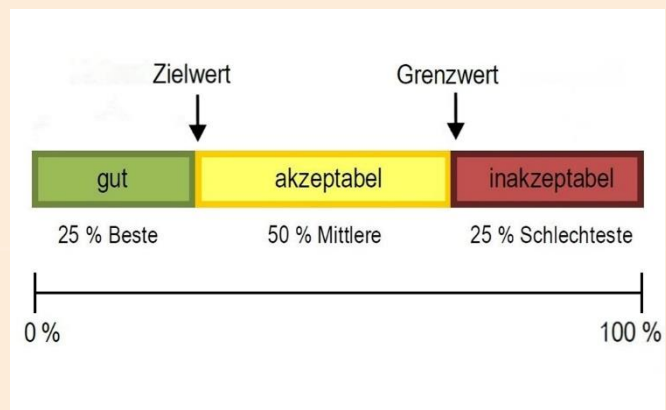 Zielwert Grenzwert
gut akzeptabel inakzeptabel
25 % Beste 50 % Mittlere 25 % Schlechteste
0 % 100 %